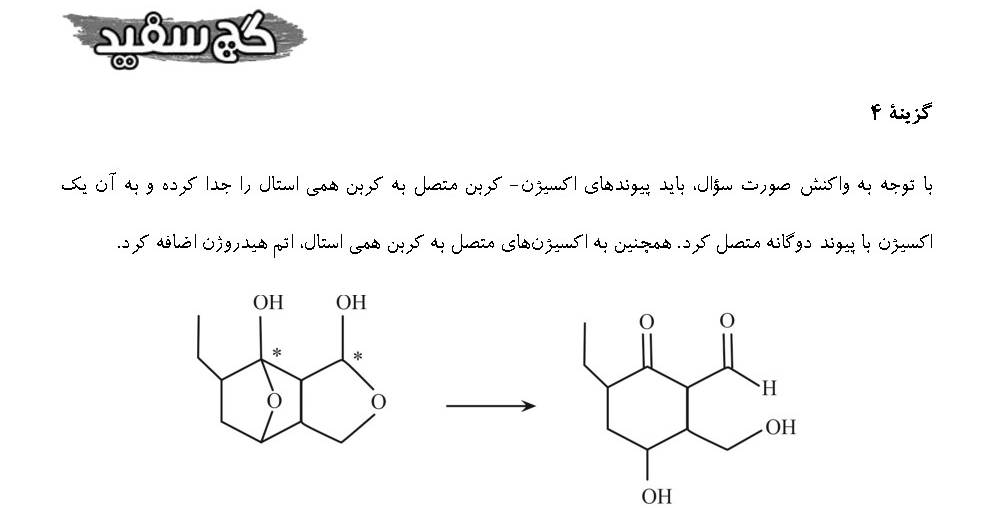 گچ سفید
گزینهٔ ۴
با توجه به واکنش صورت سؤال، باید پیوندهای اکسیژن- کربن متصل به کربن همی استال را جدا کرده و به آن یک
اکسیژن با پیوند دوگانه متصل کرد. همچنین به اکسیژن‌های متصل به کربن همی استال، اتم هیدروژن اضافه کرد.
OH OH
* *
O O
O O
H
OH
OH